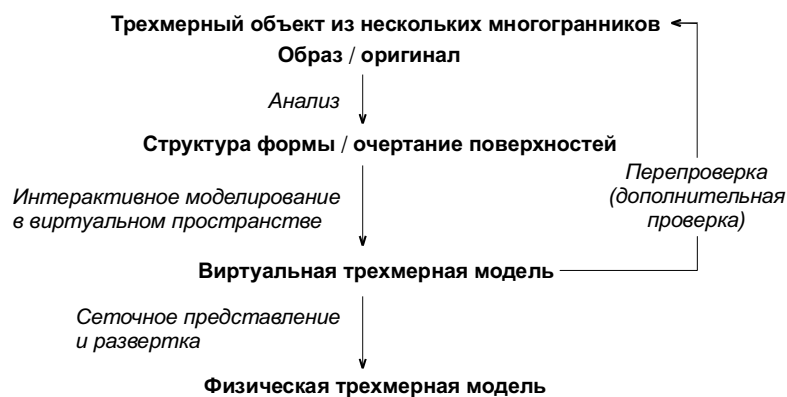 Трехмерный объект из нескольких многогранников
Образ / оригинал
Анализ
Структура формы / очертание поверхностей
Интерактивное моделирование
в виртуальном пространстве
Перепроверка
(дополнительная
проверка)
Виртуальная трехмерная модель
Сеточное представление
и развертка
Физическая трехмерная модель